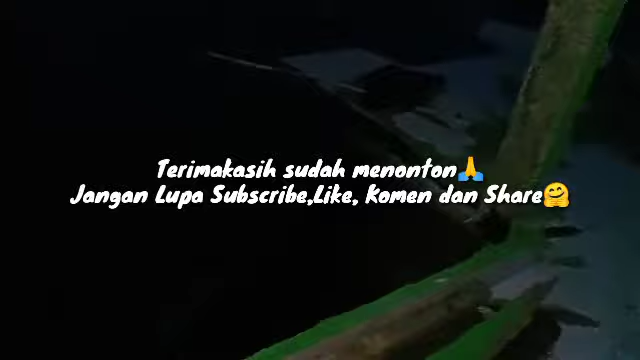 Terimakasih sudah menonton🙏
Jangan Lupa Subscribe,Like, Komen dan Share🤗